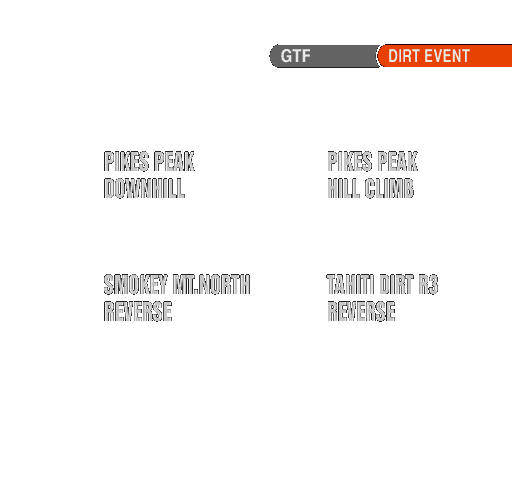 GTF DIRT EVENT
PIKES PEAK
DOWNHILL
PIKES PEAK
HILL CLIMB
SMOKEY MT.NORTH
REVERSE
TAHITI DIRT R3
REVERSE